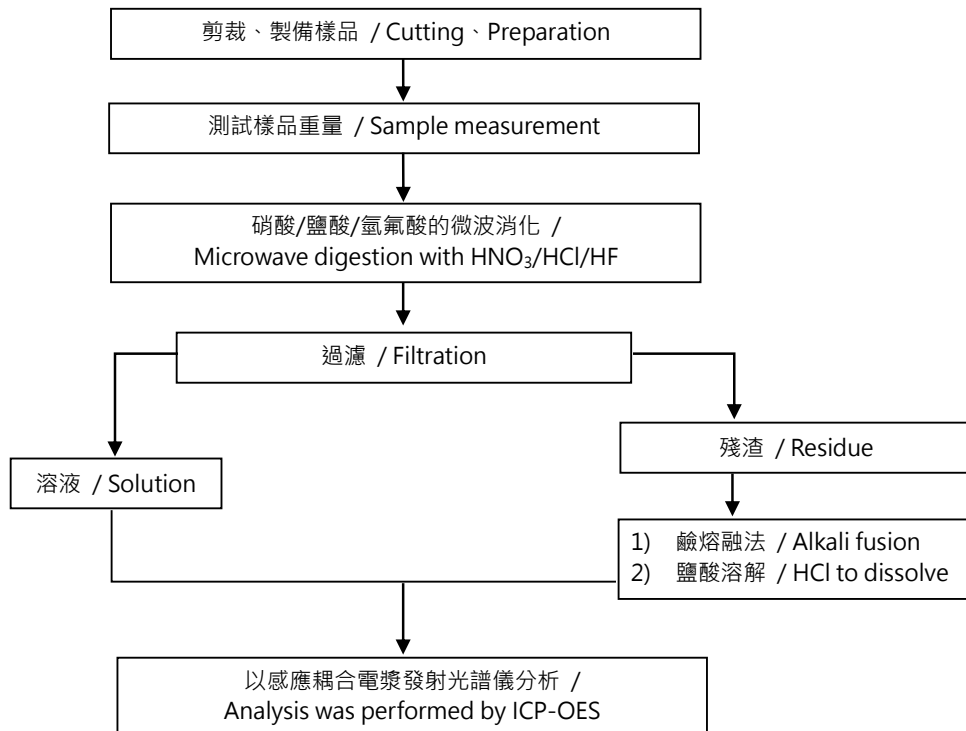 剪裁、製備樣品 / Cutting、Preparation
測試樣品重量 / Sample measurement
硝酸/鹽酸/氫氟酸的微波消化 /
Microwave digestion with HNO₃/HCl/HF
過濾 / Filtration
溶液 / Solution
殘渣 / Residue
1) 鹼熔融法 / Alkali fusion
2) 鹽酸溶解 / HCl to dissolve
以感應耦合電漿發射光譜儀分析 /
Analysis was performed by ICP-OES